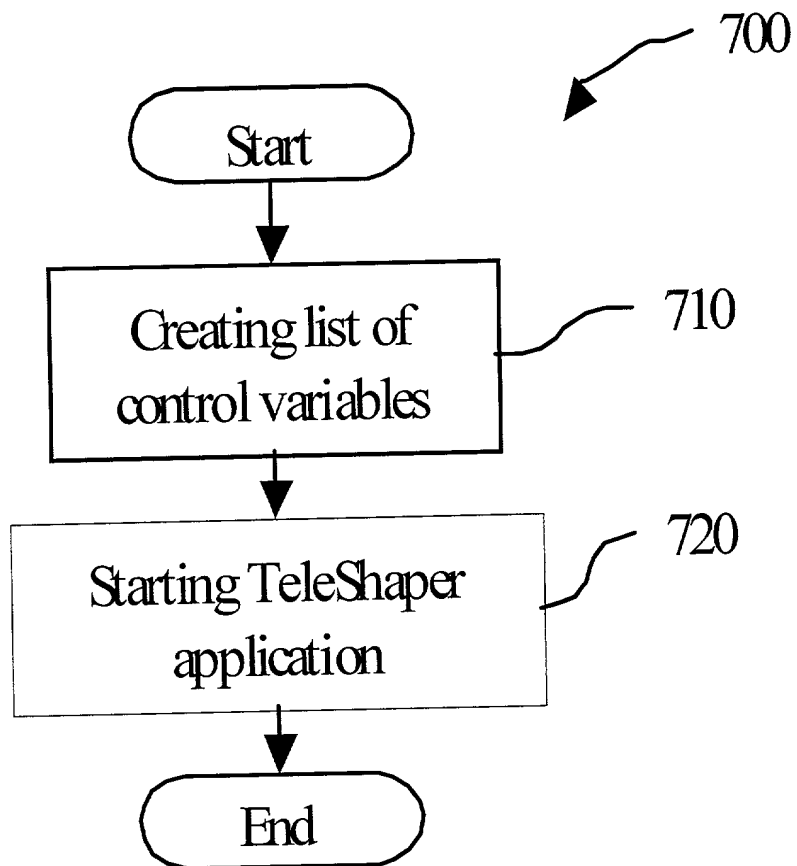 700
Start
Creating list of
control variables
710
Starting TeleShaper
application
720
End